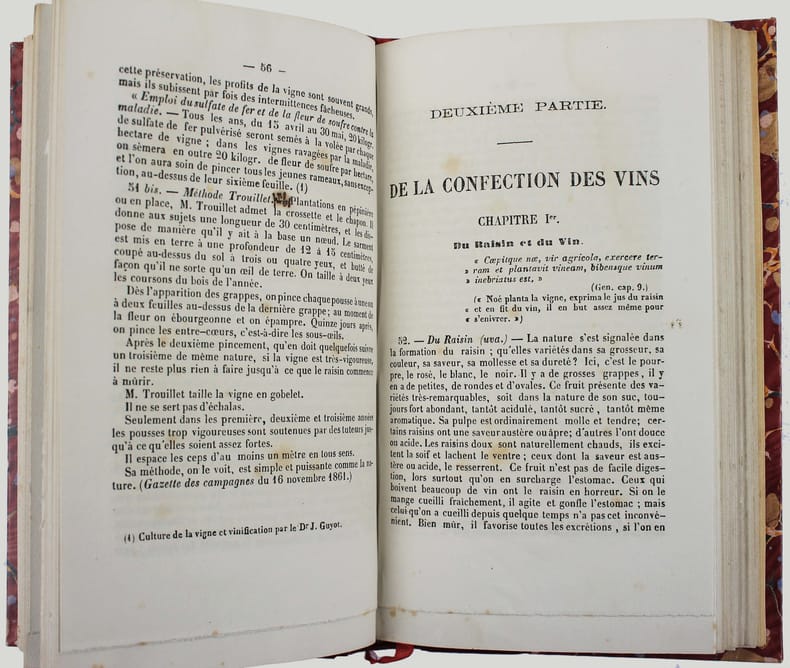 — 56 —
cette préservation, les profits de la vigne sont souvent grands,
mais ils subissent par fois des intermittences fâcheuses.
« Emploi du sulfate de fer et de la fleur de soufre contre la
maladie. — Tous les ans, du 15 avril au 30 mai, 20 kilogr.
de sulfate de fer pulvérisé seront semés à la volée par chaque
hectare de vigne ; dans les vignes ravagées par la maladie,
on sèmera en outre 20 kilogr. de fleur de soufre par hectare,
et l'on aura soin de pincer tous les jeunes rameaux, sans excep-
tion, au-dessus de leur sixième feuille. (1)
51 bis. — Méthode Trouillet. Plantations en pépinière
ou en place, M. Trouillet admet la crossette et le chapon. Il
donne aux sujets une longueur de 30 centimètres, et les dis-
pose de manière qu'il y ait à la base un nœud. Le sarment
est mis en terre à une profondeur de 12 à 15 centimètres,
coupé au-dessus du sol à trois ou quatre yeux, et butté de
façon qu'il ne sorte qu'un œil de terre. On taille à deux yeux
les coursons du bois de l'année.
Dès l'apparition des grappes, on pince chaque pousse à une ou
à deux feuilles au-dessus de la dernière grappe ; au moment de
la fleur on ébourgeonne et on épampre. Quinze jours après,
on pince les entre-cœurs, c'est-à-dire les sous-œils.
Après le deuxième pincement, qu'en doit quelquefois suivre
un troisième de même nature, si la vigne est très-vigoureuse,
il ne reste plus rien à faire jusqu'à ce que le raisin commence
à mûrir.
M. Trouillet taille la vigne en gobelet.
Il ne se sert pas d'échalas.
Seulement dans les première, deuxième et troisième années
les pousses trop vigoureuses sont soutenues par des tuteurs jus-
qu'à ce qu'elles soient assez fortes.
Il espace les ceps d'au moins un mètre en tous sens.
Sa méthode, on le voit, est simple et puissante comme la na-
ture. (Gazette des campagnes du 16 novembre 1861.)
(1) Culture de la vigne et vinification par le Dr J. Guyot.
DEUXIÈME PARTIE.
DE LA CONFECTION DES VINS
CHAPITRE Ier.
Du Raisin et du Vin.
« Cœpitque nœ, vir agricola, exercere ter-
» ram et plantavit vineam, bibensque vinum
» inebriatus est. »
(Gen. cap. 9.)
(« Noé planta la vigne, exprima le jus du raisin
« et en fit du vin, il en but assez même pour
« s'enivrer. »)
52. — Du Raisin (uva.) — La nature s'est signalée dans
la formation du raisin ; qu'elles variétés dans sa grosseur, sa
couleur, sa saveur, sa mollesse et sa dureté ? Ici, c'est le pour-
pre, le rosé, le blanc, le noir. Il y a de grosses grappes, il y
en a de petites, de rondes et d'ovales. Ce fruit présente des va-
riétés très-remarquables, soit dans la nature de son suc, tou-
jours fort abondant, tantôt acidulé, tantôt sucré, tantôt même
aromatique. Sa pulpe est ordinairement molle et tendre; cer-
tains raisins ont une saveur austère ou âpre; d'autres l'ont douce
ou acide. Les raisins doux sont naturellement chauds, ils exci-
tent la soif et lachent le ventre ; ceux dont la saveur est aus-
tère ou acide, le resserrent. Ce fruit n'est pas de facile diges-
tion, lors surtout qu'on en surcharge l'estomac. Ceux qui
boivent beaucoup de vin ont le raisin en horreur. Si on le
mange cueilli fraîchement, il agite et gonfle l'estomac ; mais
celui qu'on a cueilli depuis quelque temps n'a pas cet inconvé-
nient. Bien mûr, il favorise toutes les excrétions, si l'on en